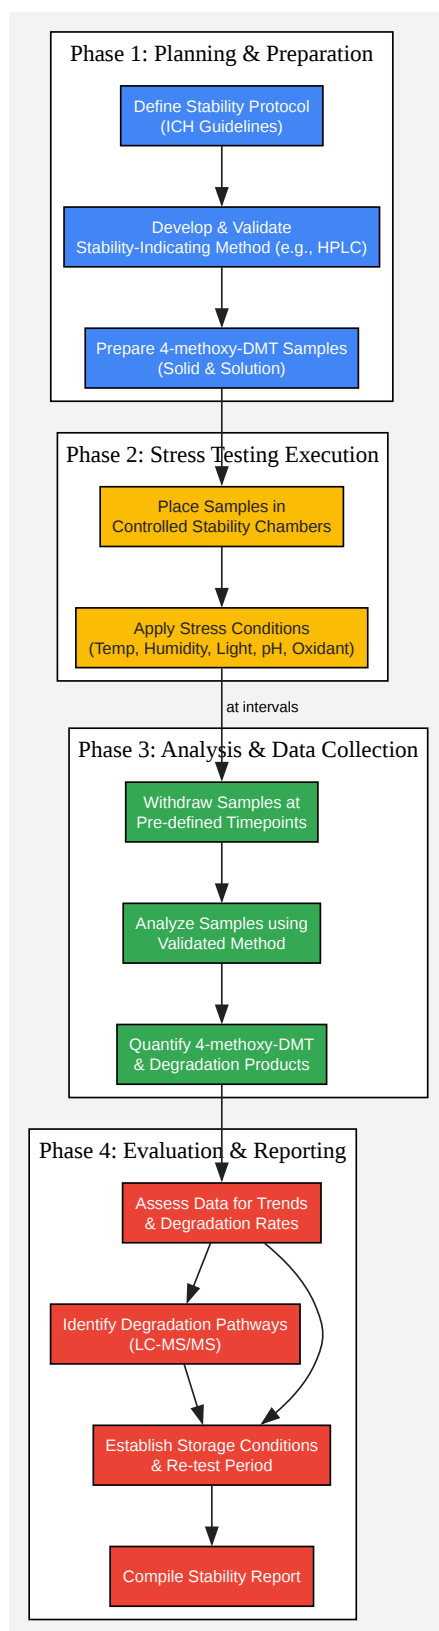 Phase 1: Planning & Preparation
Define Stability Protocol
(ICH Guidelines)
Develop & Validate
Stability-Indicating Method (e.g., HPLC)
Prepare 4-methoxy-DMT Samples
(Solid & Solution)
Phase 2: Stress Testing Execution
Place Samples in
Controlled Stability Chambers
Apply Stress Conditions
(Temp, Humidity, Light, pH, Oxidant)
at intervals
Phase 3: Analysis & Data Collection
Withdraw Samples at
Pre-defined Timepoints
Analyze Samples using
Validated Method
Quantify 4-methoxy-DMT
& Degradation Products
Phase 4: Evaluation & Reporting
Assess Data for Trends
& Degradation Rates
Identify Degradation Pathways
(LC-MS/MS)
Establish Storage Conditions
& Re-test Period
Compile Stability Report